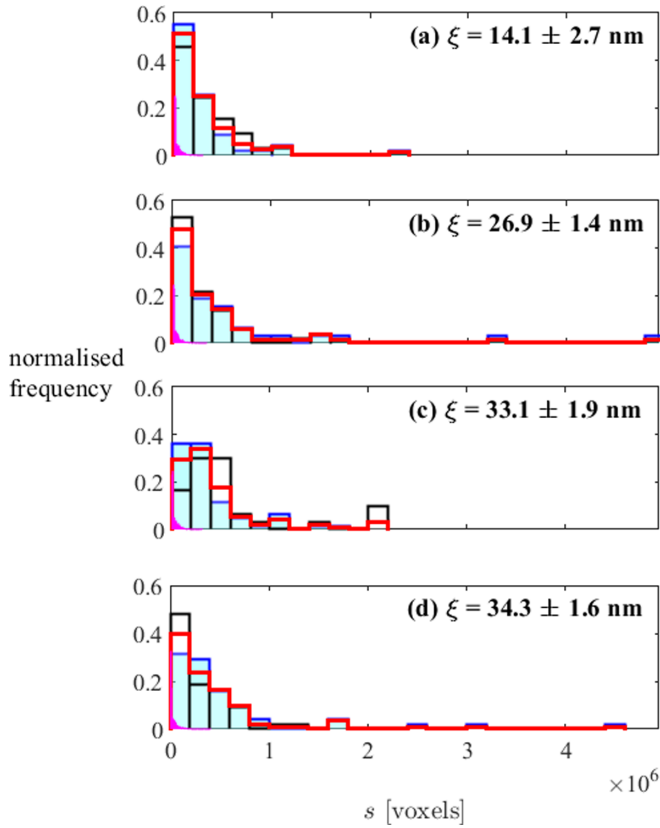 0.6
(a) ξ = 14.1 ± 2.7 nm
0.4
0.2
0
0.6
(b) ξ = 26.9 ± 1.4 nm
0.4
0.2
0
normalised
frequency
0.6
(c) ξ = 33.1 ± 1.9 nm
0.4
0.2
0
0.6
(d) ξ = 34.3 ± 1.6 nm
0.4
0.2
0
0 1 2 3 4
×10⁶
s [voxels]